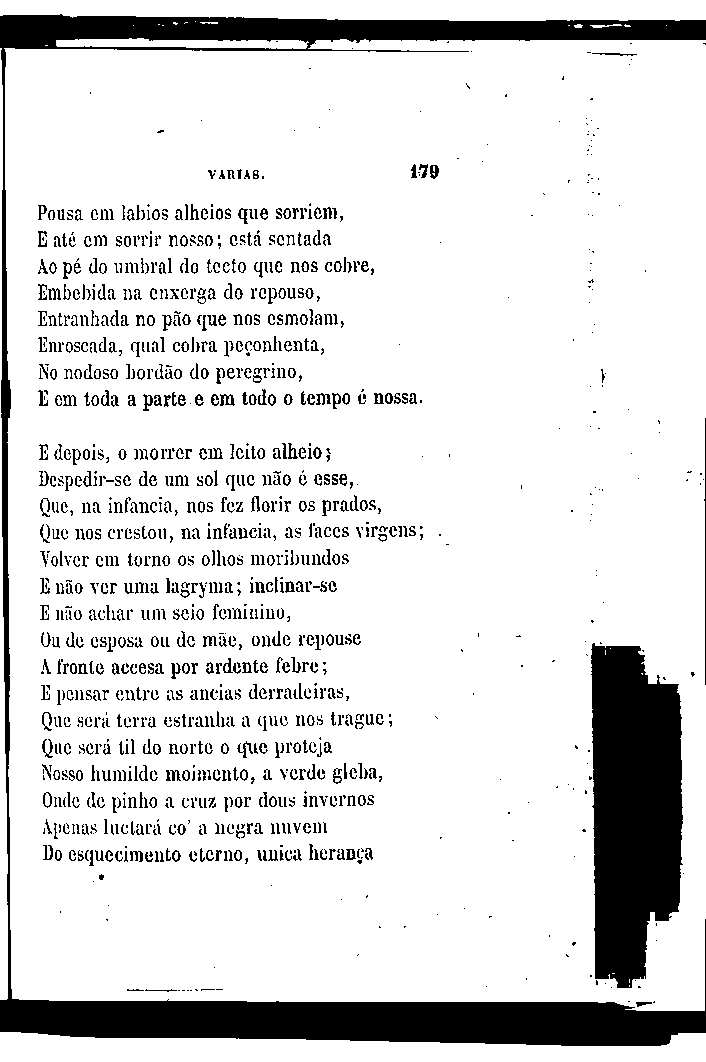 VARIAS. 179
Pousa em labios alheios que sorriem,
E até em sorrir nosso; está sentada
Ao pé do umbral do tecto que nos cobre,
Embebida na enxerga do repouso,
Entranhada no pão que nos esmolam,
Enroscada, qual cobra peçonhenta,
No nodoso bordão do peregrino,
E em toda a parte e em todo o tempo é nossa.
E depois, o morrer em leito alheio;
Despedir-se de um sol que não é esse,
Que, na infancia, nos fez florir os prados,
Que nos crestou, na infancia, as faces virgens;
Volver em torno os olhos moribundos
E não ver uma lagryma; inclinar-se
E não achar um seio feminino,
Ou de esposa ou de mãe, onde repouse
A fronte accesa por ardente febre;
E pensar entre as ancias derradeiras,
Que será terra estranha a que nos trague;
Que será til do norte o que proteja
Nosso humilde moimento, a verde gleba,
Onde de pinho a cruz por dous invernos
Apenas luctará co' a negra nuvem
Do esquecimento eterno, unica herança